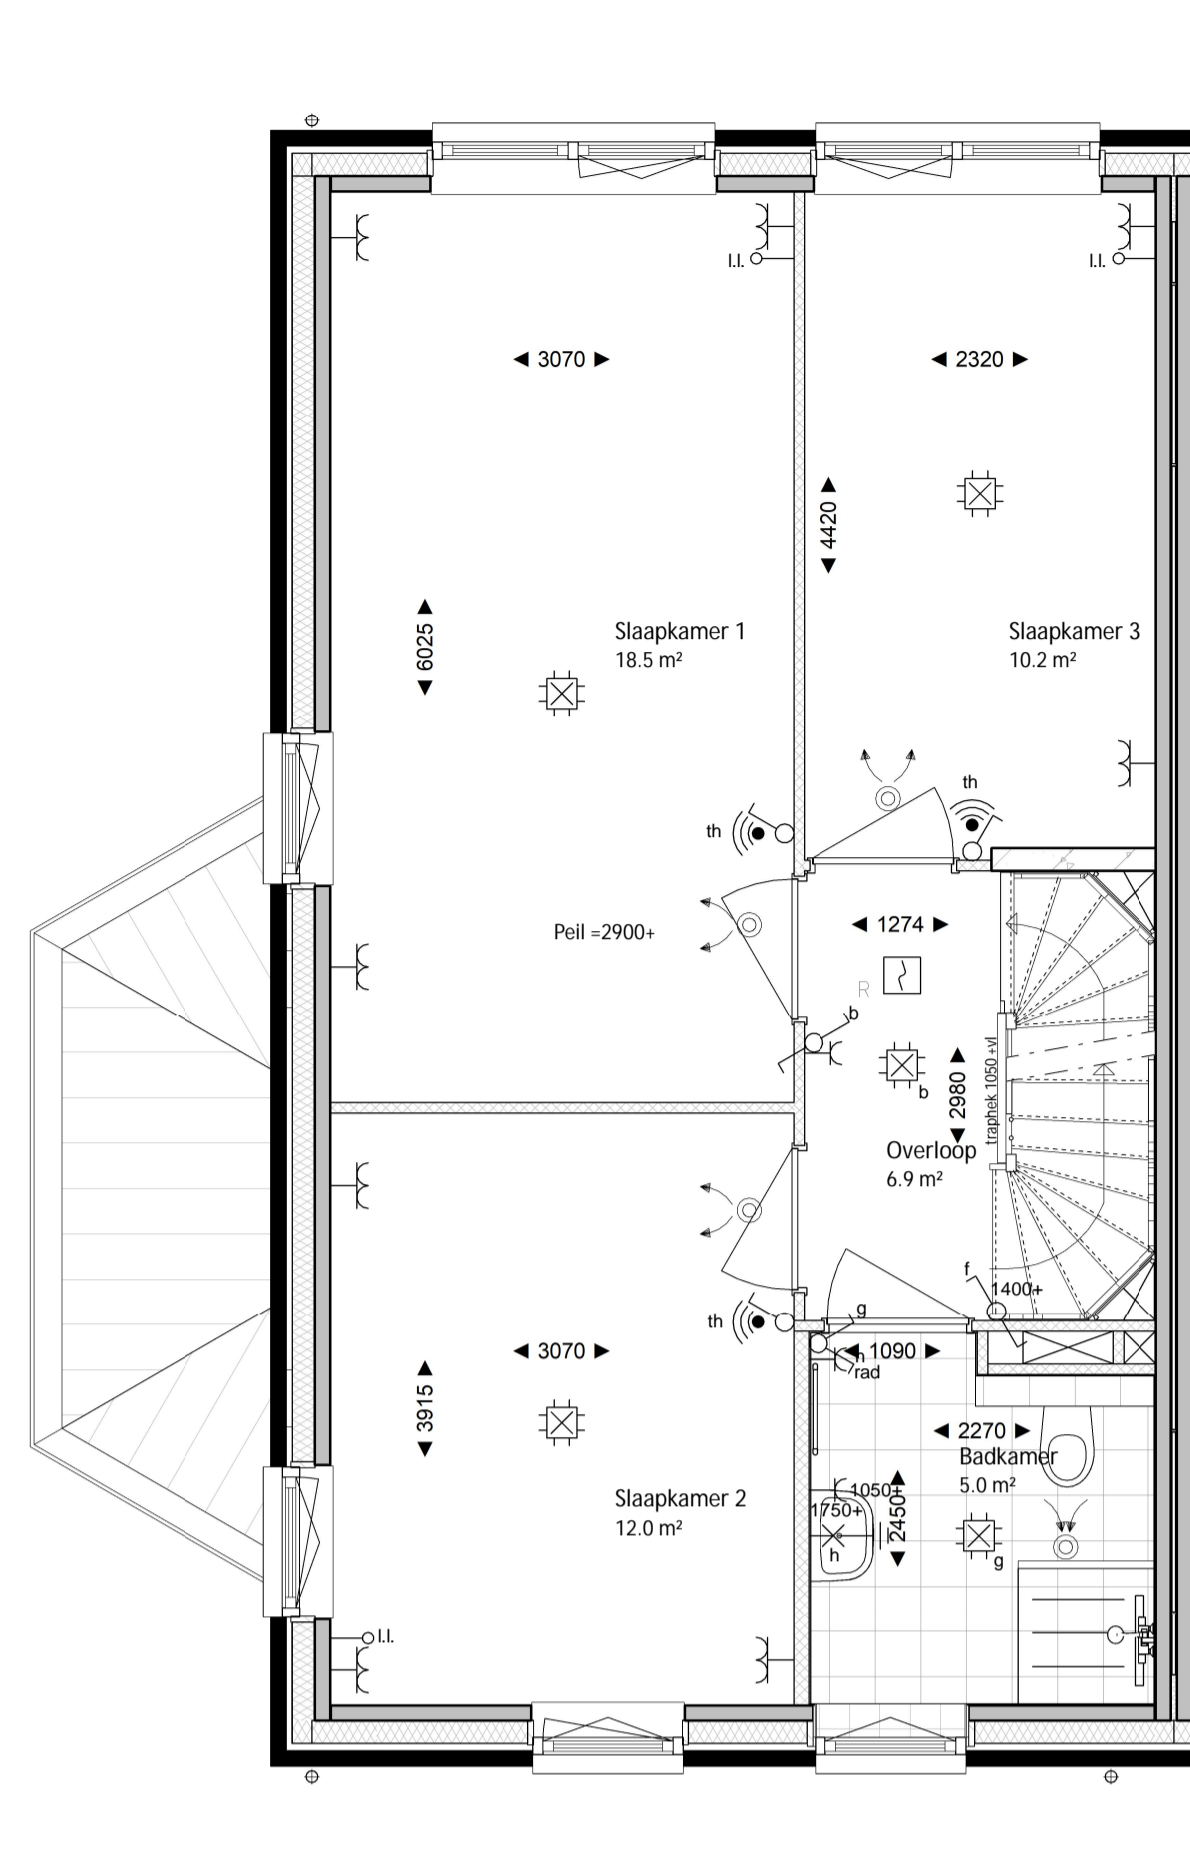 l.l.
l.l.
3070
2320
4420
6025
Slaapkamer 1
18.5 m²
Slaapkamer 3
10.2 m²
th
th
Peil =2900+
1274
R
b
b
2980
traphek 1050 +vl
Overloop
6.9 m²
f
1400+
g
3070
1090
h
rad
3915
2270
Badkamer
5.0 m²
Slaapkamer 2
12.0 m²
1050+
1750+
2450
h
g
th
l.l.